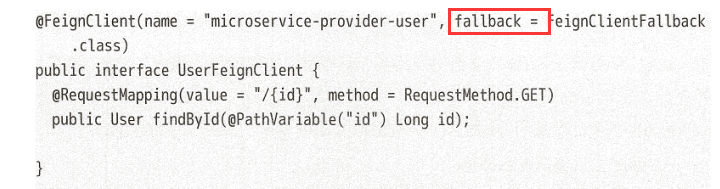 @FeignClient(name = "microservice-provider-user", fallback = FeignClientFallback
.class)
public interface UserFeignClient {
@RequestMapping(value = "/{id}", method = RequestMethod.GET)
public User findById(@PathVariable("id") Long id);
}